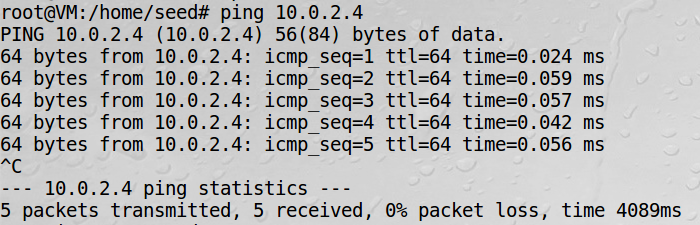 root@VM:/home/seed# ping 10.0.2.4
PING 10.0.2.4 (10.0.2.4) 56(84) bytes of data.
64 bytes from 10.0.2.4: icmp_seq=1 ttl=64 time=0.024 ms
64 bytes from 10.0.2.4: icmp_seq=2 ttl=64 time=0.059 ms
64 bytes from 10.0.2.4: icmp_seq=3 ttl=64 time=0.057 ms
64 bytes from 10.0.2.4: icmp_seq=4 ttl=64 time=0.042 ms
64 bytes from 10.0.2.4: icmp_seq=5 ttl=64 time=0.056 ms
^C
--- 10.0.2.4 ping statistics ---
5 packets transmitted, 5 received, 0% packet loss, time 4089ms